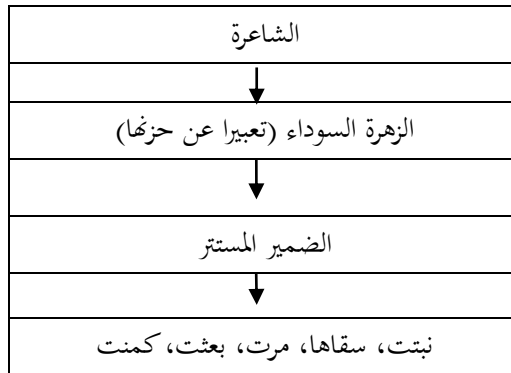 الشاعرة
الزهرة السوداء (تعبيرا عن حزنها)
الضمير المستتر
نبتت، سقاها، مرت، بعثت، كمنت